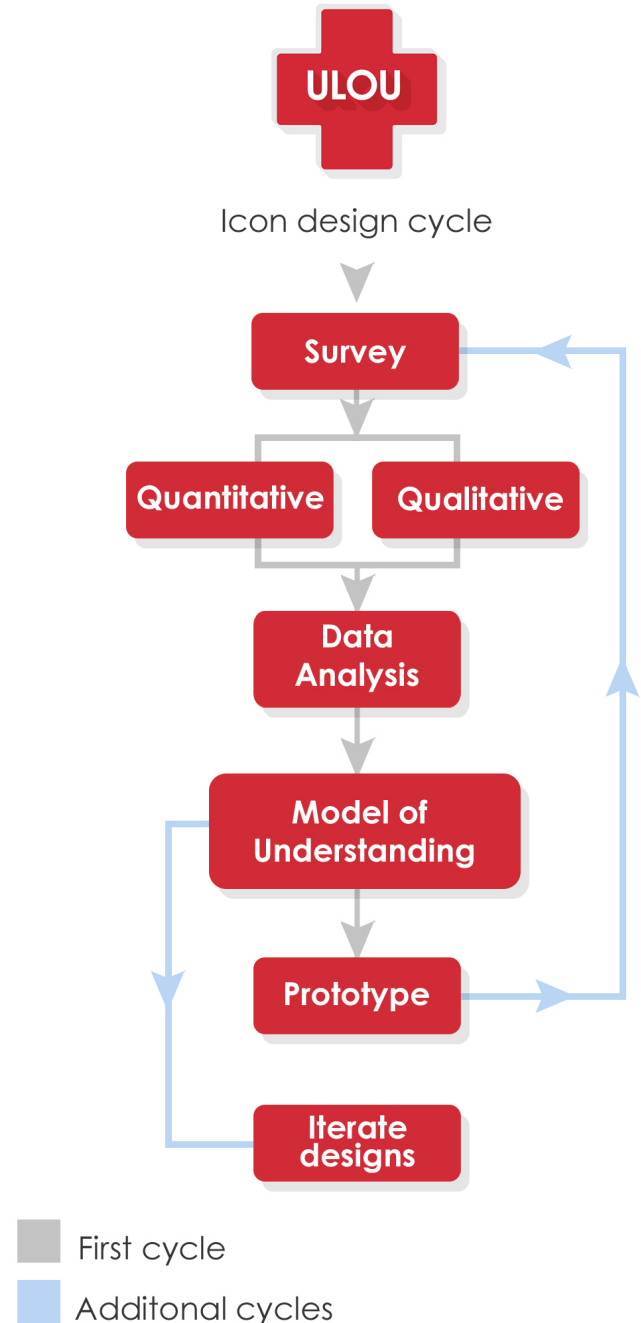 ULOU
Icon design cycle
Survey
Quantitative
Qualitative
Data
Analysis
Model of
Understanding
Prototype
Iterate
designs
First cycle
Additonal cycles